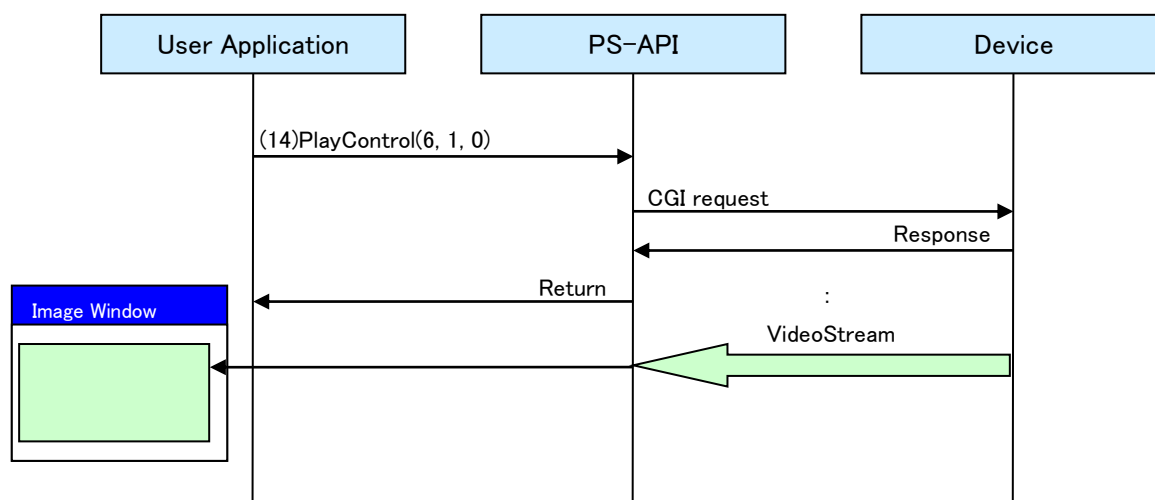 User Application
PS-API
Device
(14)PlayControl(6, 1, 0)
CGI request
Response
Return
:
Image Window
VideoStream